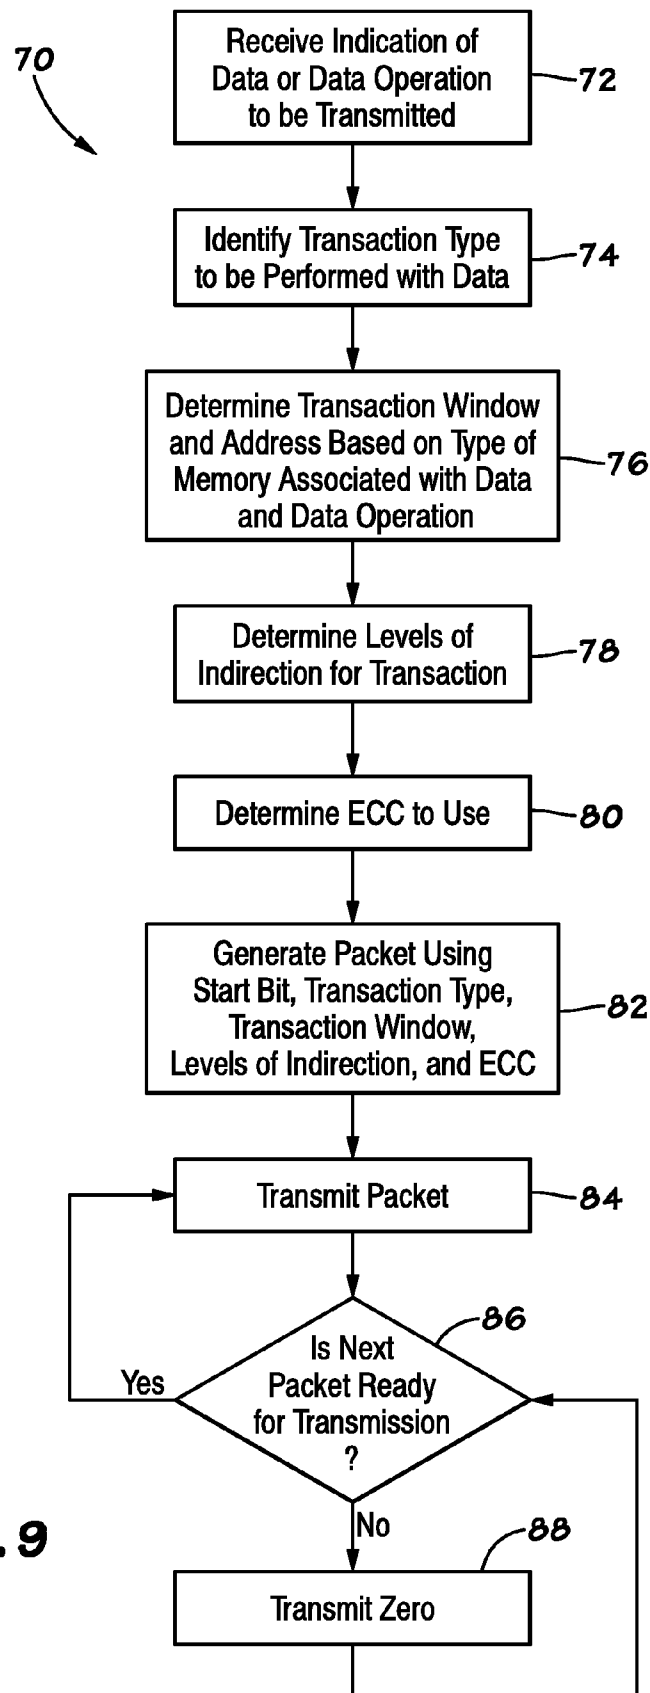 70
Receive Indication of
Data or Data Operation
to be Transmitted
72
Identify Transaction Type
to be Performed with Data
74
Determine Transaction Window
and Address Based on Type of
Memory Associated with Data
and Data Operation
76
Determine Levels of
Indirection for Transaction
78
Determine ECC to Use
80
Generate Packet Using
Start Bit, Transaction Type,
Transaction Window,
Levels of Indirection, and ECC
82
Transmit Packet
84
86
Is Next
Packet Ready
for Transmission
?
Yes
No
.9
88
Transmit Zero